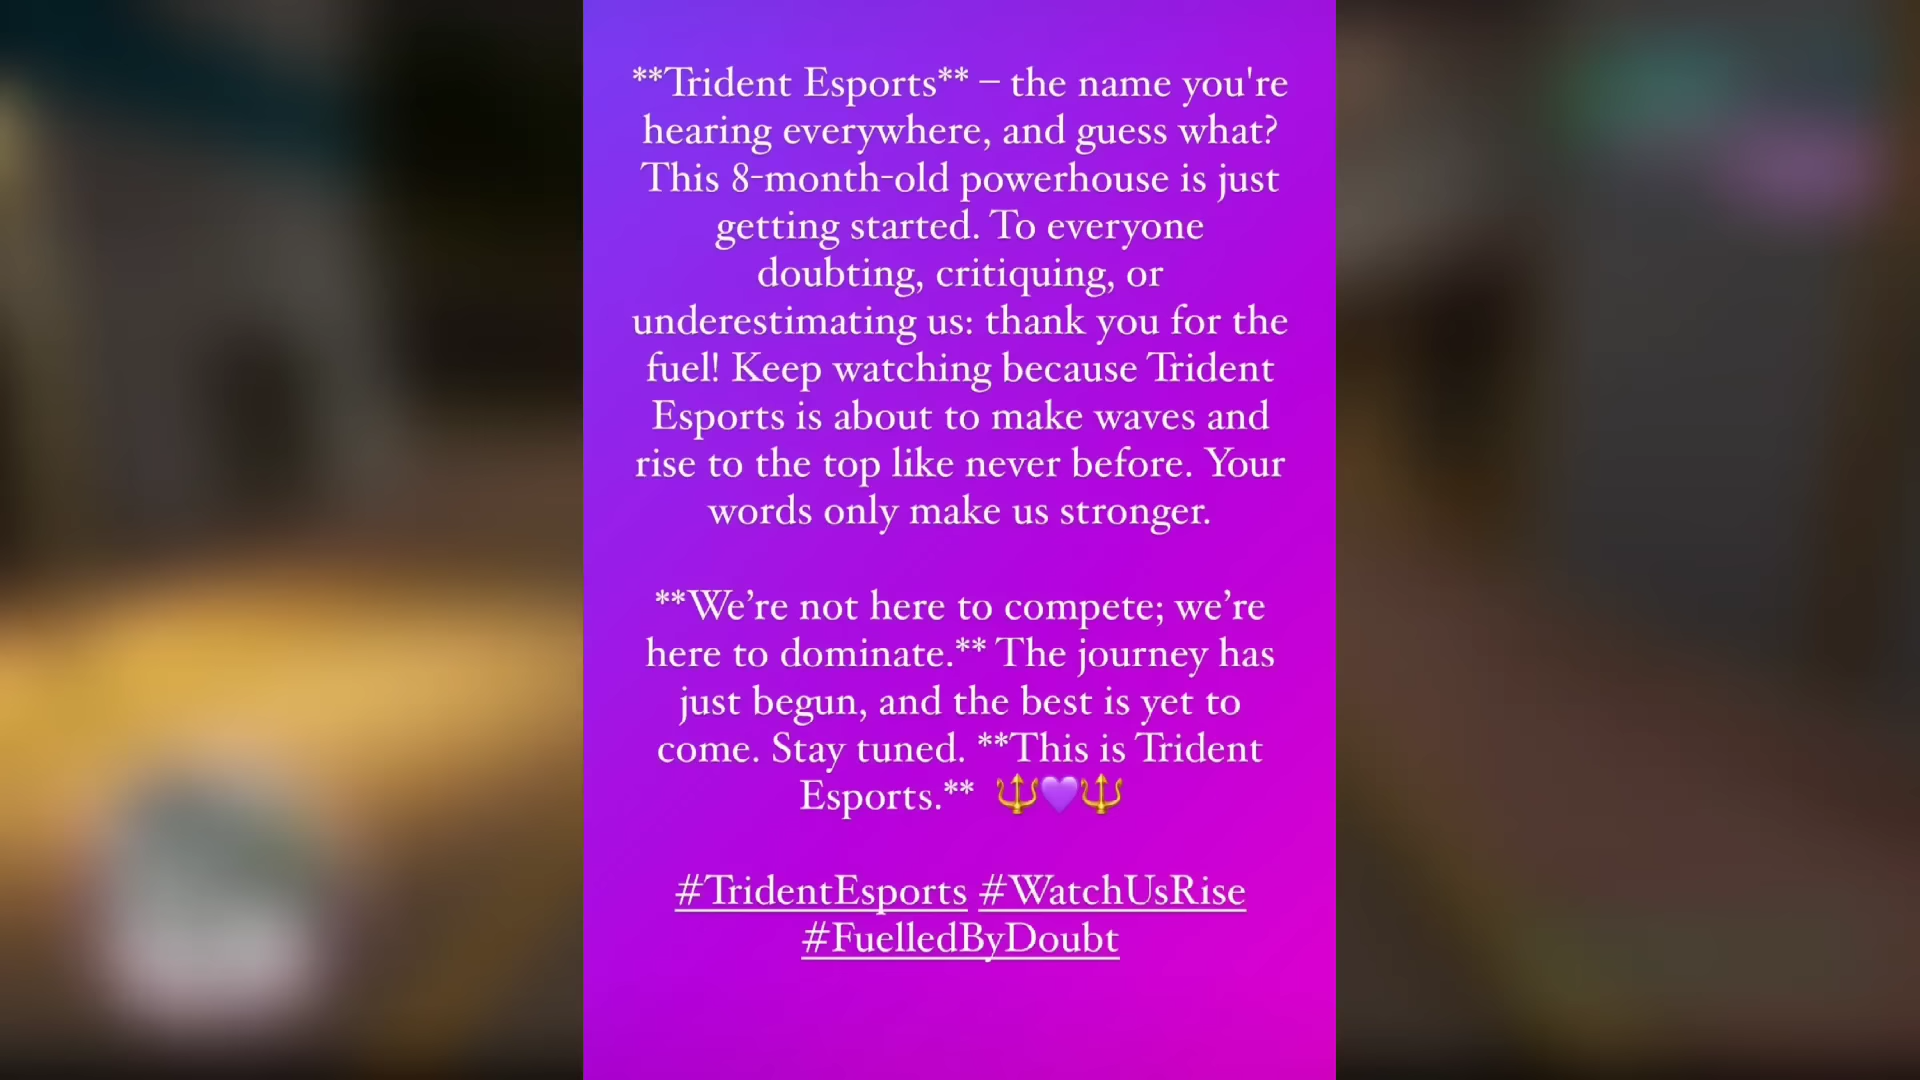 **Trident Esports** – the name you're
hearing everywhere, and guess what?
This 8-month-old powerhouse is just
getting started. To everyone
doubting, critiquing, or
underestimating us: thank you for the
fuel! Keep watching because Trident
Esports is about to make waves and
rise to the top like never before. Your
words only make us stronger.

**We’re not here to compete; we’re
here to dominate.** The journey has
just begun, and the best is yet to
come. Stay tuned. **This is Trident
Esports.** 🔱💜🔱

#TridentEsports #WatchUsRise
#FuelledByDoubt